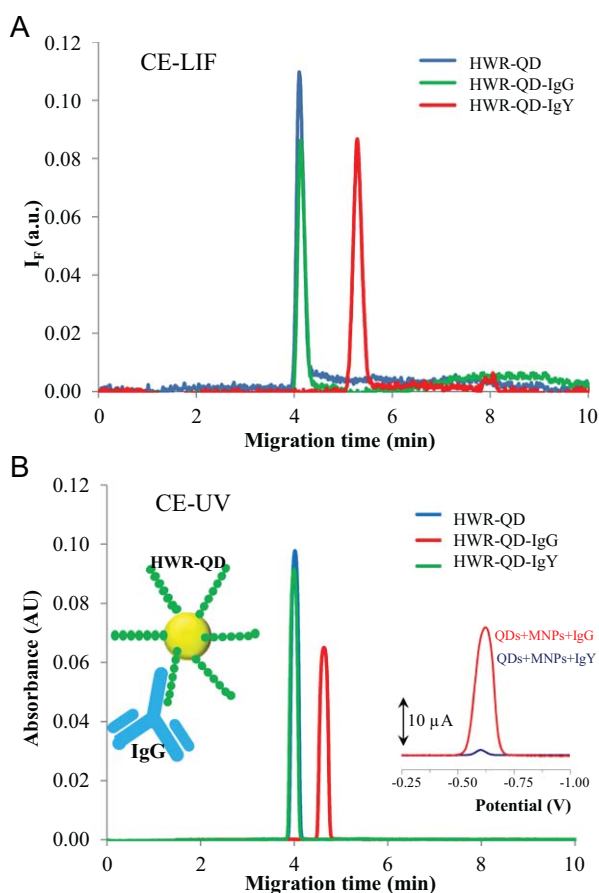 A
CE-LIF
HWR-QD
HWR-QD-IgG
HWR-QD-IgY
0.12
0.10
0.08
0.06
0.04
0.02
0.00
I_F (a.u.)
0 2 4 6 8 10
Migration time (min)
B
CE-UV
HWR-QD
HWR-QD-IgG
HWR-QD-IgY
0.12
0.10
0.08
0.06
0.04
0.02
0.00
Absorbance (AU)
HWR-QD
IgG
QDs+MNPs+IgG
QDs+MNPs+IgY
10 µA
-0.25 -0.50 -0.75 -1.00
Potential (V)
0 2 4 6 8 10
Migration time (min)